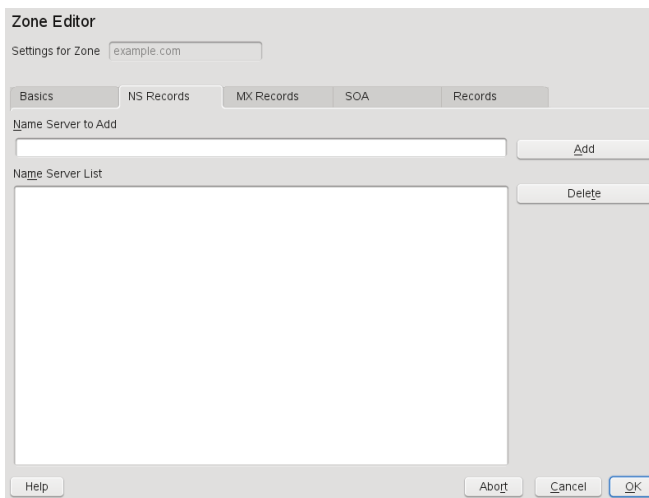 Zone Editor
Settings for Zone example.com
Basics NS Records MX Records SOA Records
Name Server to Add
Add
Name Server List
Delete
Help Abort Cancel OK